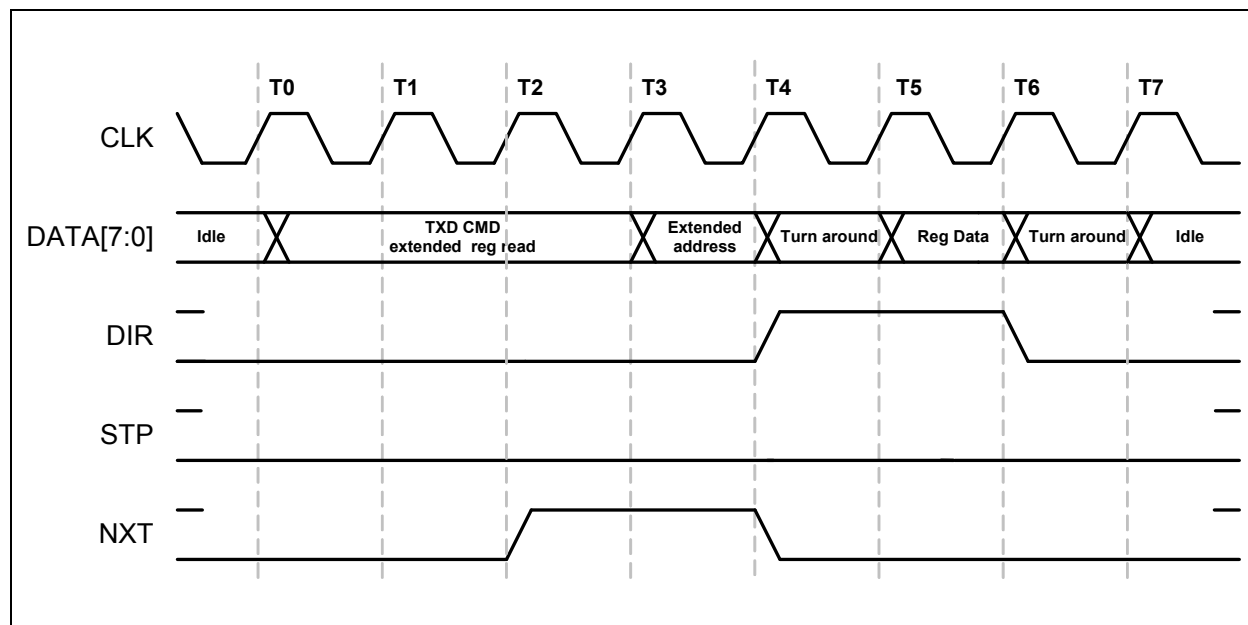 T0 T1 T2 T3 T4 T5 T6 T7
CLK
DATA[7:0] Idle TXD CMD extended reg read Extended address Turn around Reg Data Turn around Idle
DIR
STP
NXT